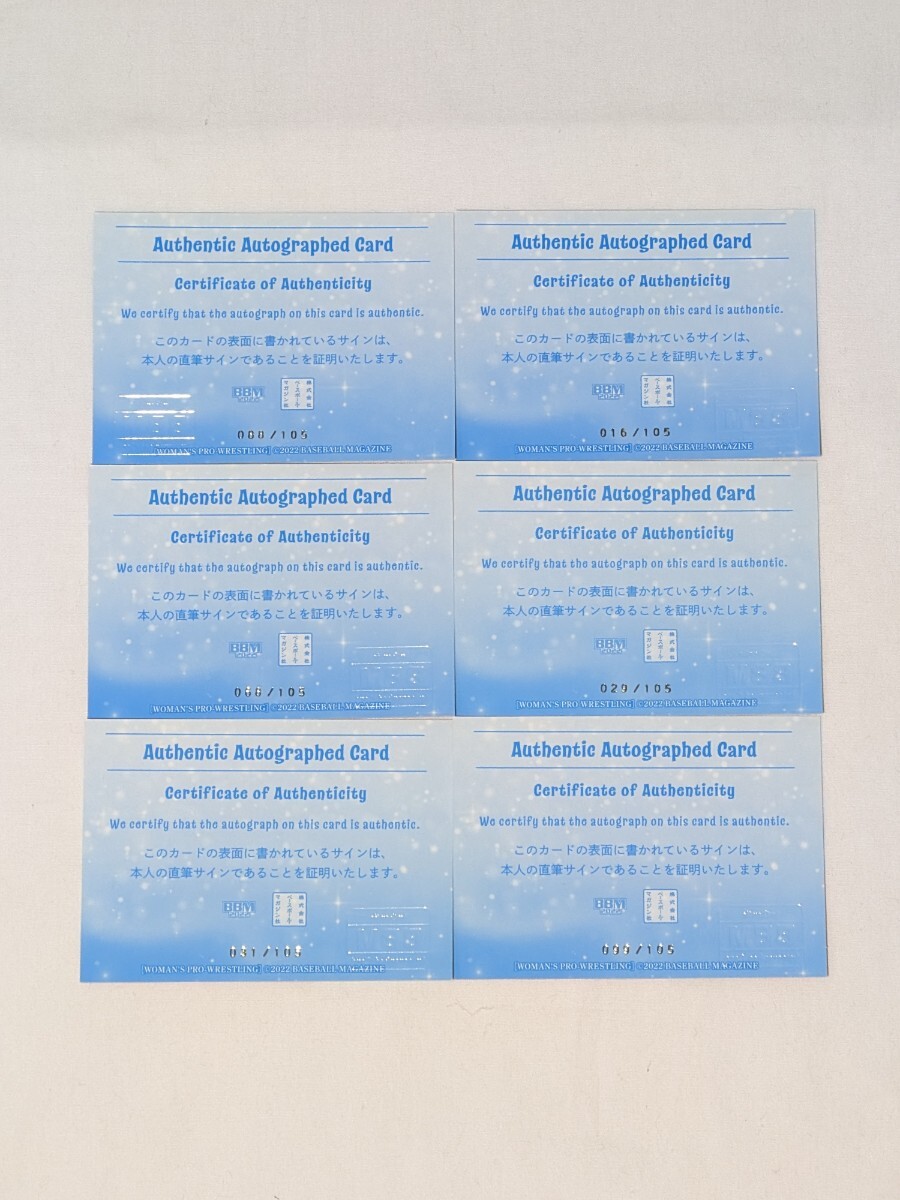 Authentic Autographed Card
Certificate of Authenticity
We certify that the autograph on this card is authentic.
このカードの表面に書かれているサインは、
本人の直筆サインであることを証明いたします。
BBM
株式会社
ベースボール
マガジン社
/105
[WOMAN'S PRO WRESTLING] ©2022 BASEBALL MAGAZINE
Authentic Autographed Card
Certificate of Authenticity
We certify that the autograph on this card is authentic.
このカードの表面に書かれているサインは、
本人の直筆サインであることを証明いたします。
BBM
株式会社
ベースボール
マガジン社
016/105
[WOMAN'S PRO WRESTLING] ©2022 BASEBALL MAGAZINE
Authentic Autographed Card
Certificate of Authenticity
We certify that the autograph on this card is authentic.
このカードの表面に書かれているサインは、
本人の直筆サインであることを証明いたします。
BBM
株式会社
ベースボール
マガジン社
/105
[WOMAN'S PRO WRESTLING] ©2022 BASEBALL MAGAZINE
Authentic Autographed Card
Certificate of Authenticity
We certify that the autograph on this card is authentic.
このカードの表面に書かれているサインは、
本人の直筆サインであることを証明いたします。
BBM
株式会社
ベースボール
マガジン社
029/105
[WOMAN'S PRO WRESTLING] ©2022 BASEBALL MAGAZINE
Authentic Autographed Card
Certificate of Authenticity
We certify that the autograph on this card is authentic.
このカードの表面に書かれているサインは、
本人の直筆サインであることを証明いたします。
BBM
株式会社
ベースボール
マガジン社
031/105
[WOMAN'S PRO WRESTLING] ©2022 BASEBALL MAGAZINE
Authentic Autographed Card
Certificate of Authenticity
We certify that the autograph on this card is authentic.
このカードの表面に書かれているサインは、
本人の直筆サインであることを証明いたします。
BBM
株式会社
ベースボール
マガジン社
/105
[WOMAN'S PRO WRESTLING] ©2022 BASEBALL MAGAZINE